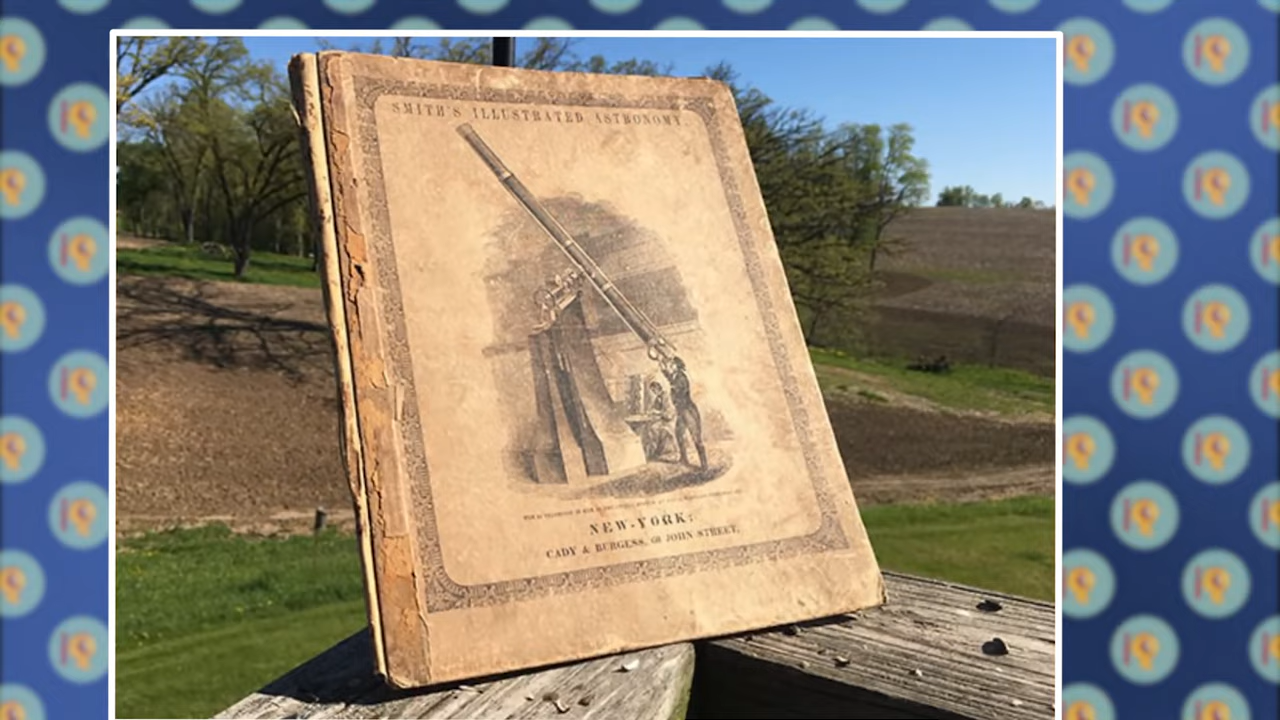 SMITH'S ILLUSTRATED ASTRONOMY.
NEW-YORK:
CADY & BURGESS, 60 JOHN STREET,